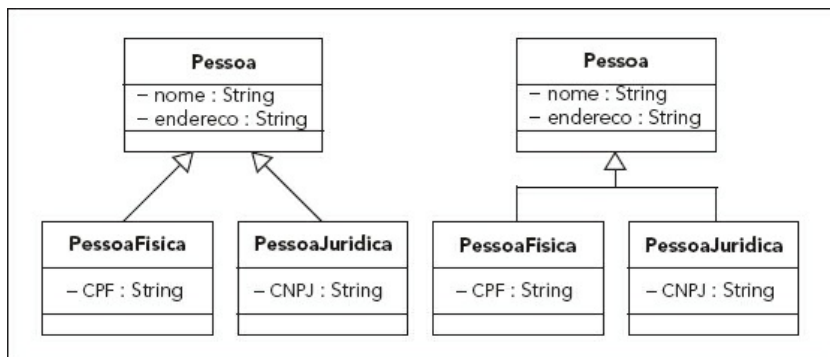 Pessoa
– nome : String
– endereco : String
PessoaFisica
– CPF : String
PessoaJuridica
– CNPJ : String
Pessoa
– nome : String
– endereco : String
PessoaFisica
– CPF : String
PessoaJuridica
– CNPJ : String